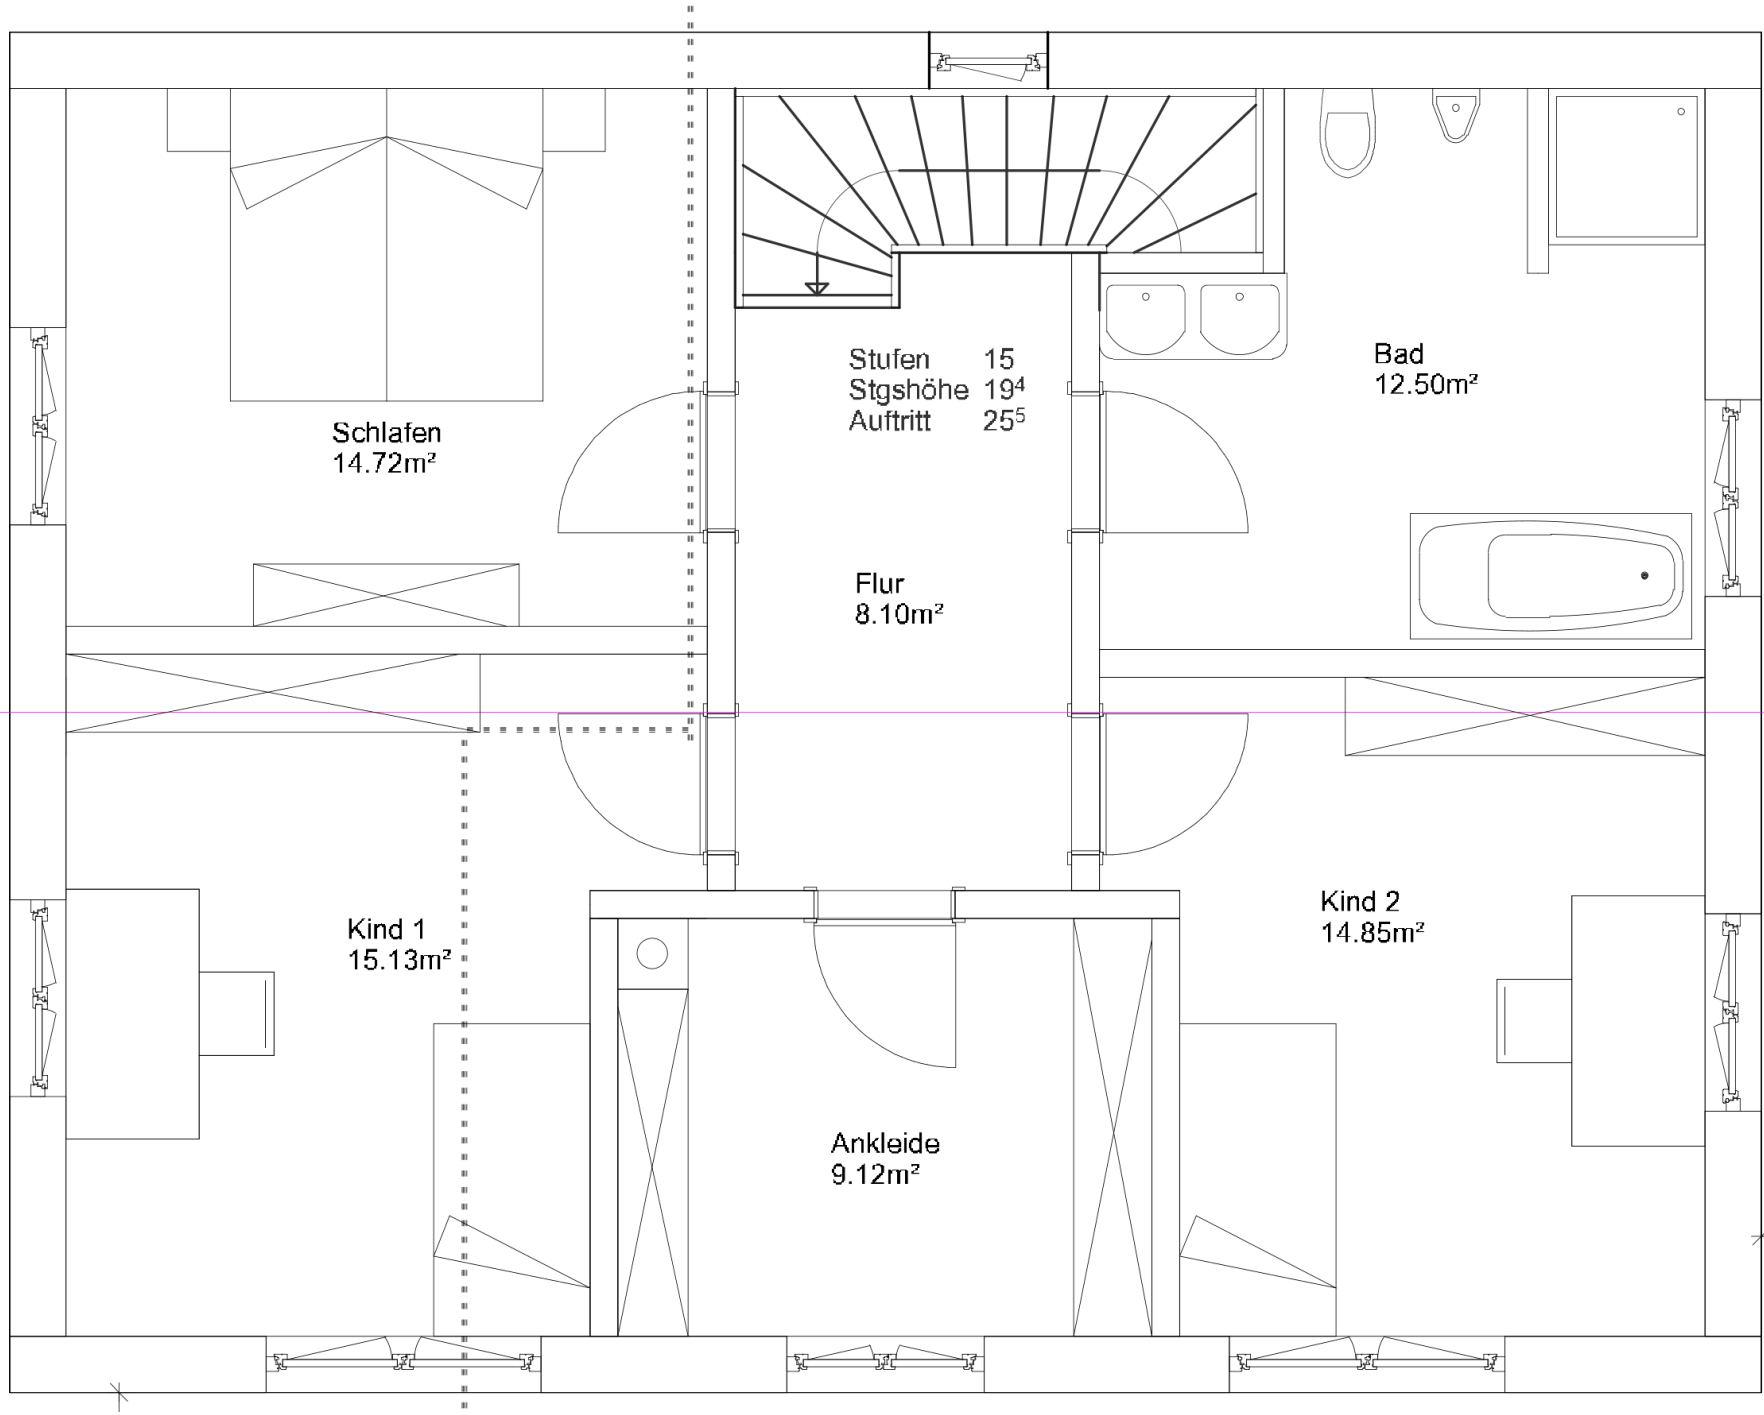 Stufen 15
Stgshöhe 19⁴
Auftritt 25⁵
Bad
12.50m²
Schlafen
14.72m²
Flur
8.10m²
Kind 1
15.13m²
Kind 2
14.85m²
Ankleide
9.12m²